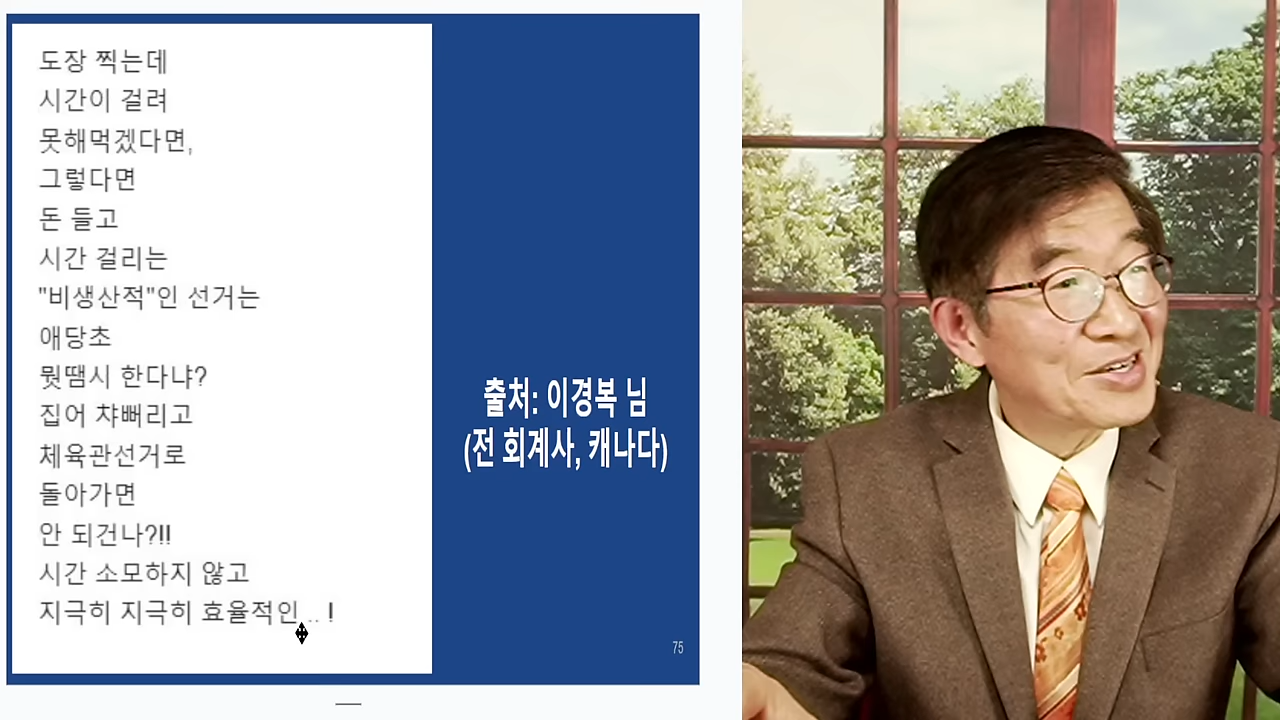 도장 찍는데
시간이 걸려
못해먹겠다면,
그렇다면
돈 들고
시간 걸리는
"비생산적"인 선거는
애당초
뭣땜시 한다냐?
집어 챠뻐리고
체육관선거로
돌아가면
안 되건나?!!
시간 소모하지 않고
지극히 지극히 효율적인... !
출처: 이경복 님
(전 회계사, 캐나다)
75